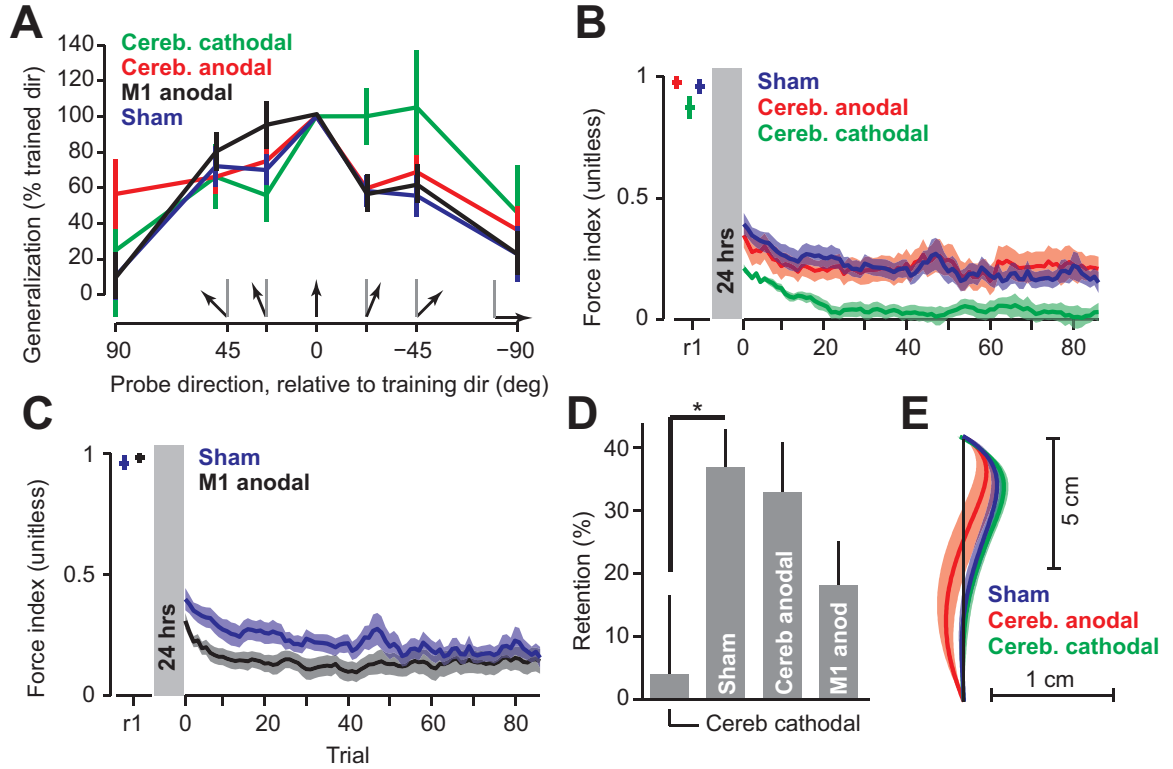 A
Generalization (% trained dir)
140
120
100
80
60
40
20
0
Cereb. cathodal
Cereb. anodal
M1 anodal
Sham
90 45 0 −45 −90
Probe direction, relative to training dir (deg)
B
Force index (unitless)
1
0.5
0
24 hrs
Sham
Cereb. anodal
Cereb. cathodal
r1 0 20 40 60 80
C
Force index (unitless)
1
0.5
0
24 hrs
Sham
M1 anodal
r1 0 20 40 60 80
Trial
D
Retention (%)
40
30
20
10
0
*
Sham
Cereb anodal
M1 anod
Cereb cathodal
E
5 cm
Sham
Cereb. anodal
Cereb. cathodal
1 cm